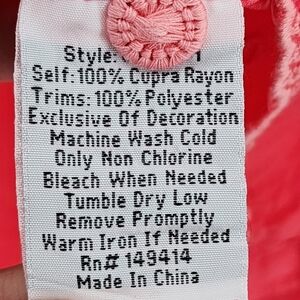 Style:
Self:100% Cupra Rayon
Trims: 100% Polyester
Exclusive Of Decoration
Machine Wash Cold
Only Non Chlorine
Bleach When Needed
Tumble Dry Low
Remove Promptly
Warm Iron If Needed
Rn# 149414
Made In China